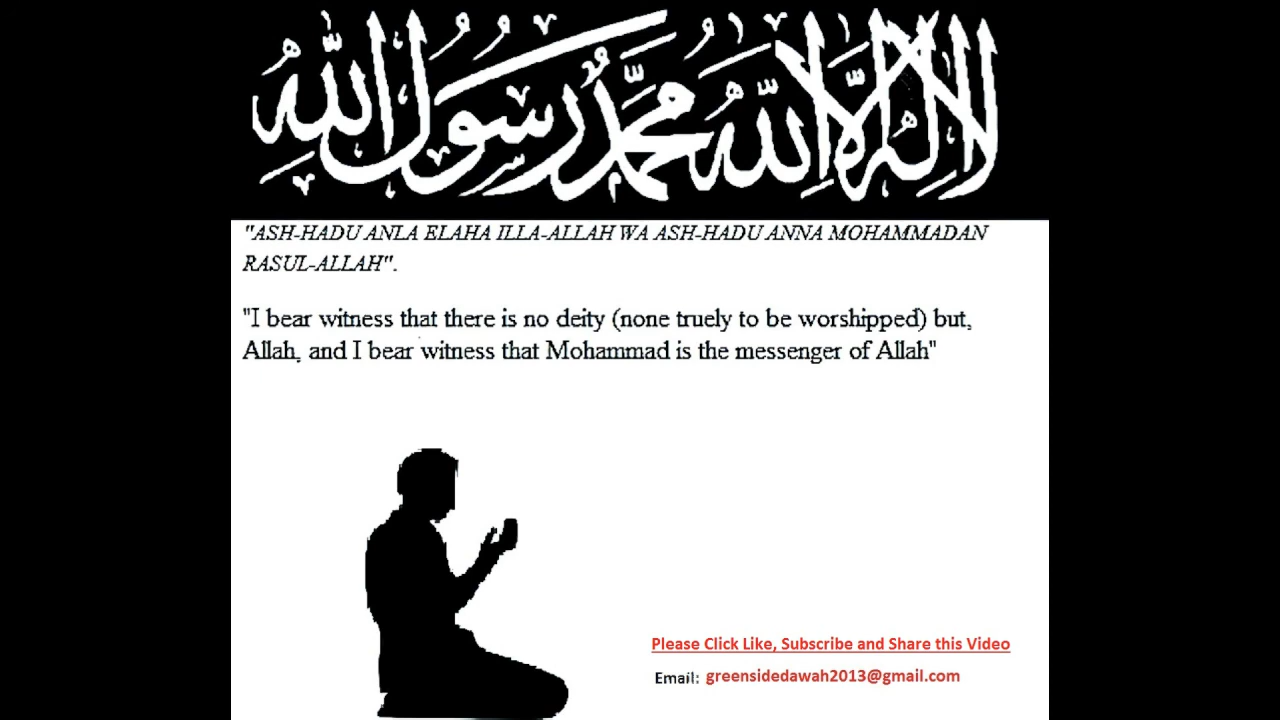 لا إله إلا الله محمد رسول الله
"ASH-HADU ANLA ELAHA ILLA-ALLAH WA ASH-HADU ANNA MOHAMMADAN
RASUL-ALLAH".
"I bear witness that there is no deity (none truely to be worshipped) but,
Allah, and I bear witness that Mohammad is the messenger of Allah"
Please Click Like, Subscribe and Share this Video
Email: greensidedawah2013@gmail.com